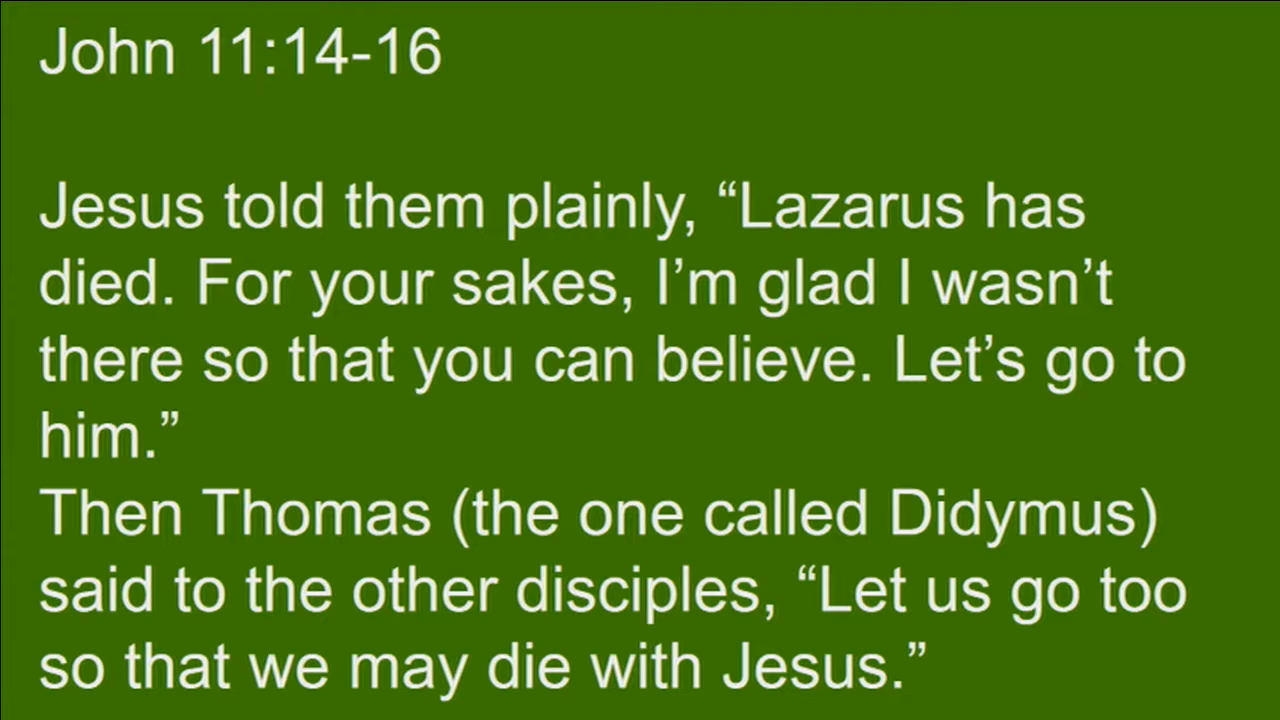 John 11:14-16
Jesus told them plainly, “Lazarus has
died. For your sakes, I’m glad I wasn’t
there so that you can believe. Let’s go to
him.”
Then Thomas (the one called Didymus)
said to the other disciples, “Let us go too
so that we may die with Jesus.”